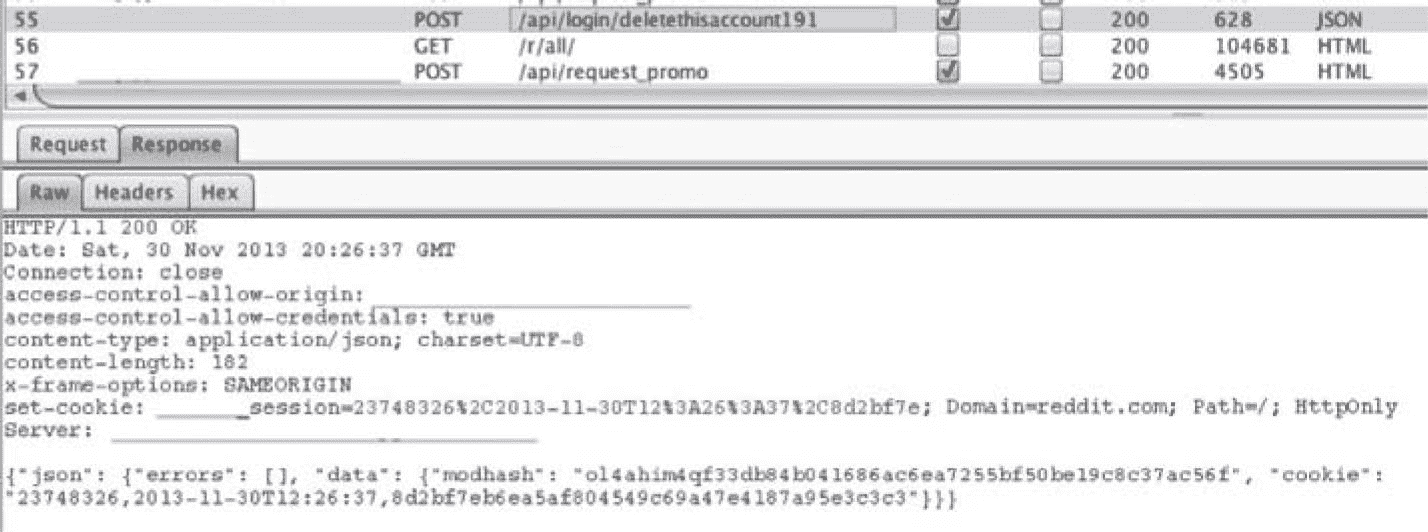 55 POST /api/login/deletethisaccount191 200 628 JSON
56 GET /r/all/ 200 104681 HTML
57 POST /api/request_promo 200 4505 HTML
Request Response
Raw Headers Hex
HTTP/1.1 200 OK
Date: Sat, 30 Nov 2013 20:26:37 GMT
Connection: close
access-control-allow-origin:
access-control-allow-credentials: true
content-type: application/json; charset=UTF-8
content-length: 182
x-frame-options: SAMEORIGIN
set-cookie: _session=23748326%2C2013-11-30T12%3A26%3A37%2C8d2bf7e; Domain=reddit.com; Path=/; HttpOnly
Server:
{"json": {"errors": [], "data": {"modhash": "ol4ahim4qf33db84b041686ac6ea7255bf50be19c8c37ac56f", "cookie":
"23748326,2013-11-30T12:26:37,8d2bf7eb6ea5af804549c69a47e4187a95e3c3c3"}}}